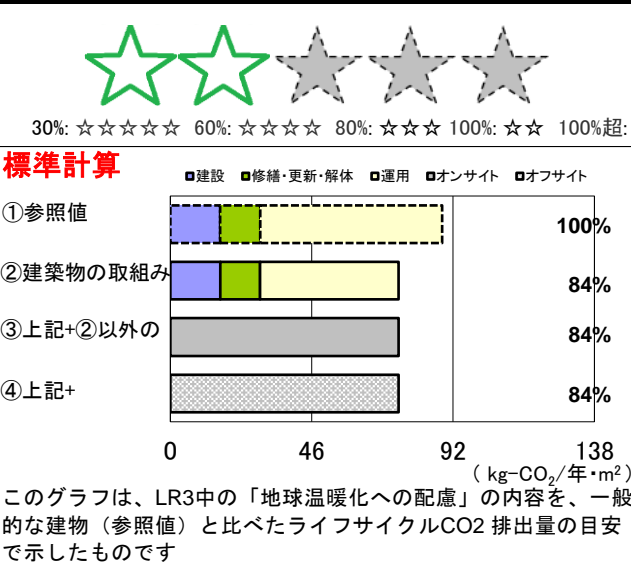 30%: ☆☆☆☆☆ 60%: ☆☆☆☆ 80%: ☆☆☆ 100%: ☆☆ 100%超:
標準計算
建設 修繕・更新・解体 運用 オンサイト オフサイト
①参照値 100%
②建築物の取組み 84%
③上記+②以外の 84%
④上記+ 84%
0 46 92 138
( kg-CO₂/年・m²)
このグラフは、LR3中の「地球温暖化への配慮」の内容を、一般
的な建物（参照値）と比べたライフサイクルCO2 排出量の目安
で示したものです